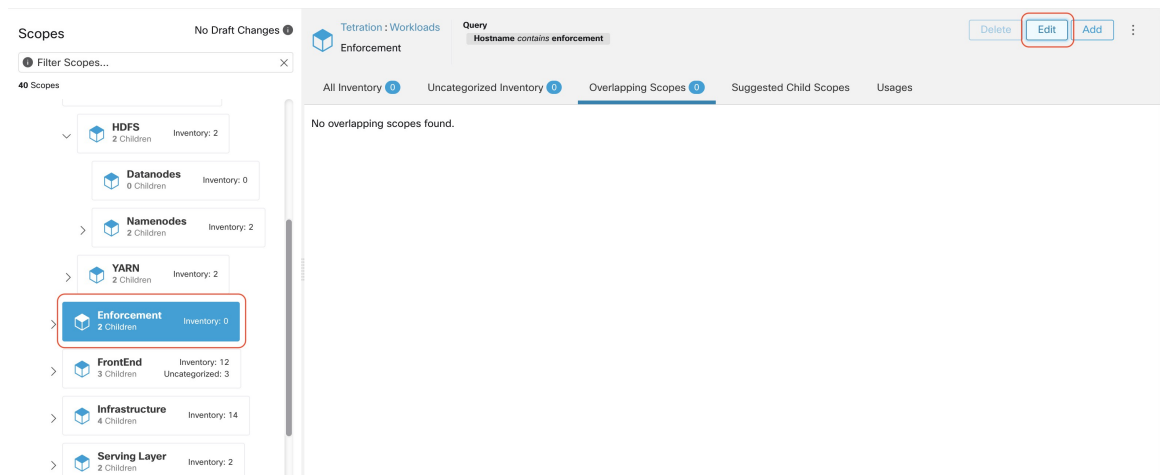 Scopes
No Draft Changes
Filter Scopes...
40 Scopes
HDFS
2 Children
Inventory: 2
Datanodes
0 Children
Inventory: 0
Namenodes
2 Children
Inventory: 2
YARN
2 Children
Inventory: 2
Enforcement
2 Children
Inventory: 0
FrontEnd
3 Children
Inventory: 12
Uncategorized: 3
Infrastructure
4 Children
Inventory: 14
Serving Layer
2 Children
Inventory: 2
Tetration : Workloads
Enforcement
Query
Hostname contains enforcement
Delete
Edit
Add
All Inventory 0
Uncategorized Inventory 0
Overlapping Scopes 0
Suggested Child Scopes
Usages
No overlapping scopes found.